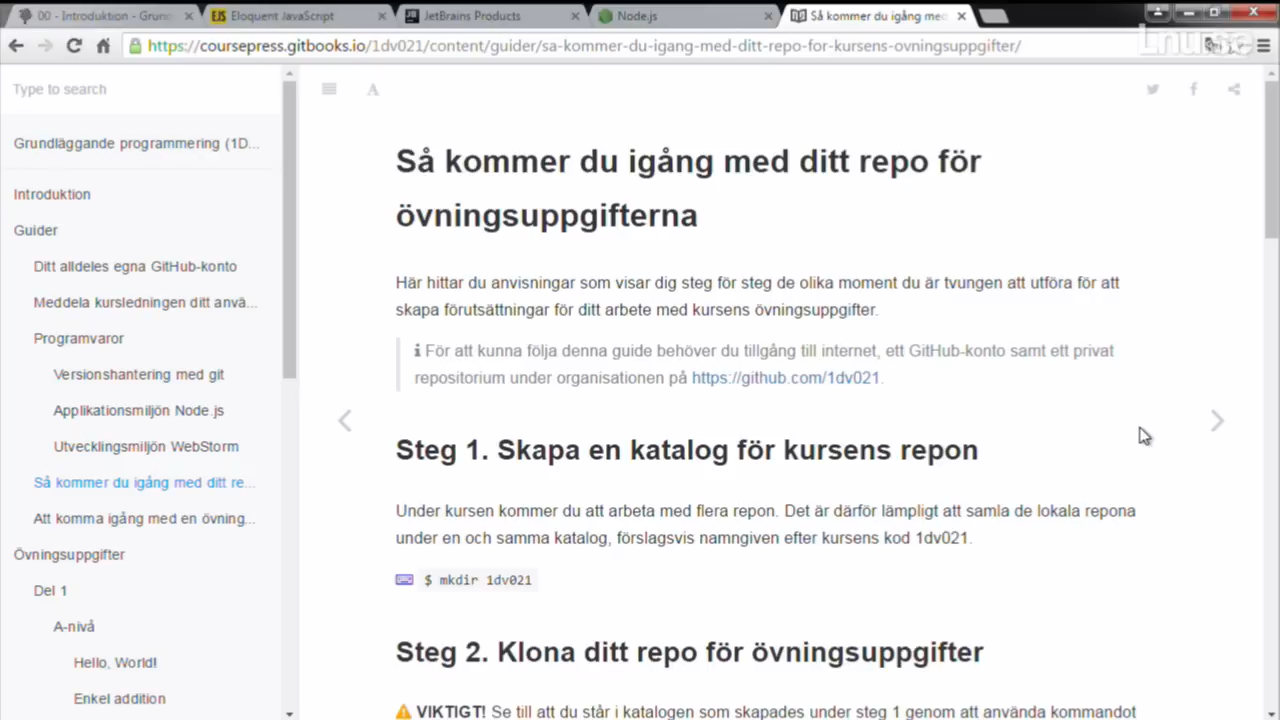 00 - Introduktion - Grun
Eloquent JavaScript
JetBrains Products
Node.js
Så kommer du igång med
https://coursepress.gitbooks.io/1dv021/content/guider/sa-kommer-du-igang-med-ditt-repo-for-kursens-ovningsuppgifter/
Lnu.se
Type to search
Grundläggande programmering (1D...
Introduktion
Guider
Ditt alldeles egna GitHub-konto
Meddela kursledningen ditt anvä...
Programvaror
Versionshantering med git
Applikationsmiljön Node.js
Utvecklingsmiljön WebStorm
Så kommer du igång med ditt re...
Att komma igång med en övning...
Övningsuppgifter
Del 1
A-nivå
Hello, World!
Enkel addition
A
Så kommer du igång med ditt repo för
övningsuppgifterna
Här hittar du anvisningar som visar dig steg för steg de olika moment du är tvungen att utföra för att
skapa förutsättningar för ditt arbete med kursens övningsuppgifter.
För att kunna följa denna guide behöver du tillgång till internet, ett GitHub-konto samt ett privat
repositorium under organisationen på https://github.com/1dv021.
Steg 1. Skapa en katalog för kursens repon
Under kursen kommer du att arbeta med flera repon. Det är därför lämpligt att samla de lokala repona
under en och samma katalog, förslagsvis namngiven efter kursens kod 1dv021.
$ mkdir 1dv021
Steg 2. Klona ditt repo för övningsuppgifter
VIKTIGT! Se till att du står i katalogen som skapades under steg 1 genom att använda kommandot